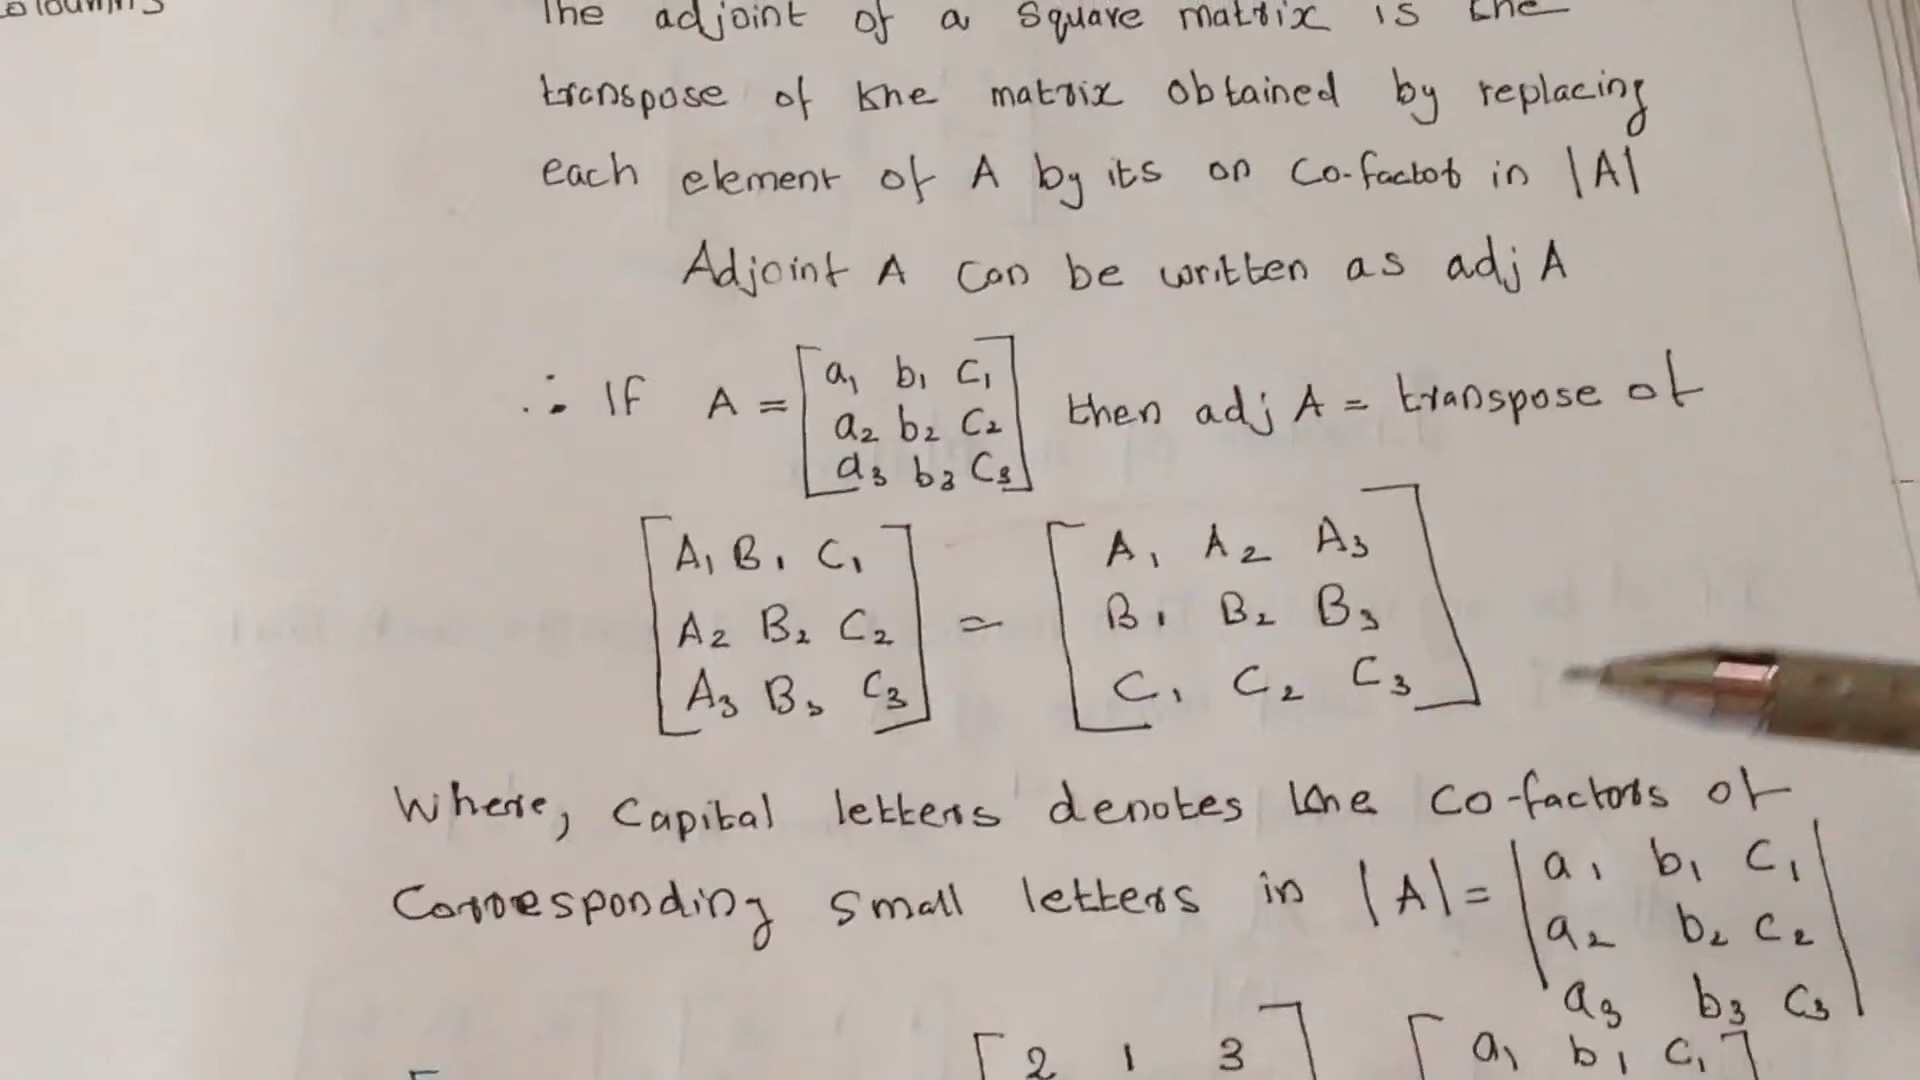 The adjoint of a square matrix is the
transpose of the matrix obtained by replacing
each element of A by its on co-factor in |A|
Adjoint A can be written as adj A
∴ If A = [a₁ b₁ c₁ then adj A = transpose of
a₂ b₂ c₂
a₃ b₃ c₃]
[A₁ B₁ C₁ = [A₁ A₂ A₃
A₂ B₂ C₂ B₁ B₂ B₃
A₃ B₃ C₃] C₁ C₂ C₃]
Where, capital letters denotes the co-factors of
Corresponding small letters in |A| = |a₁ b₁ c₁
a₂ b₂ c₂
a₃ b₃ c₃|
[2 1 3] [a₁ b₁ c₁]